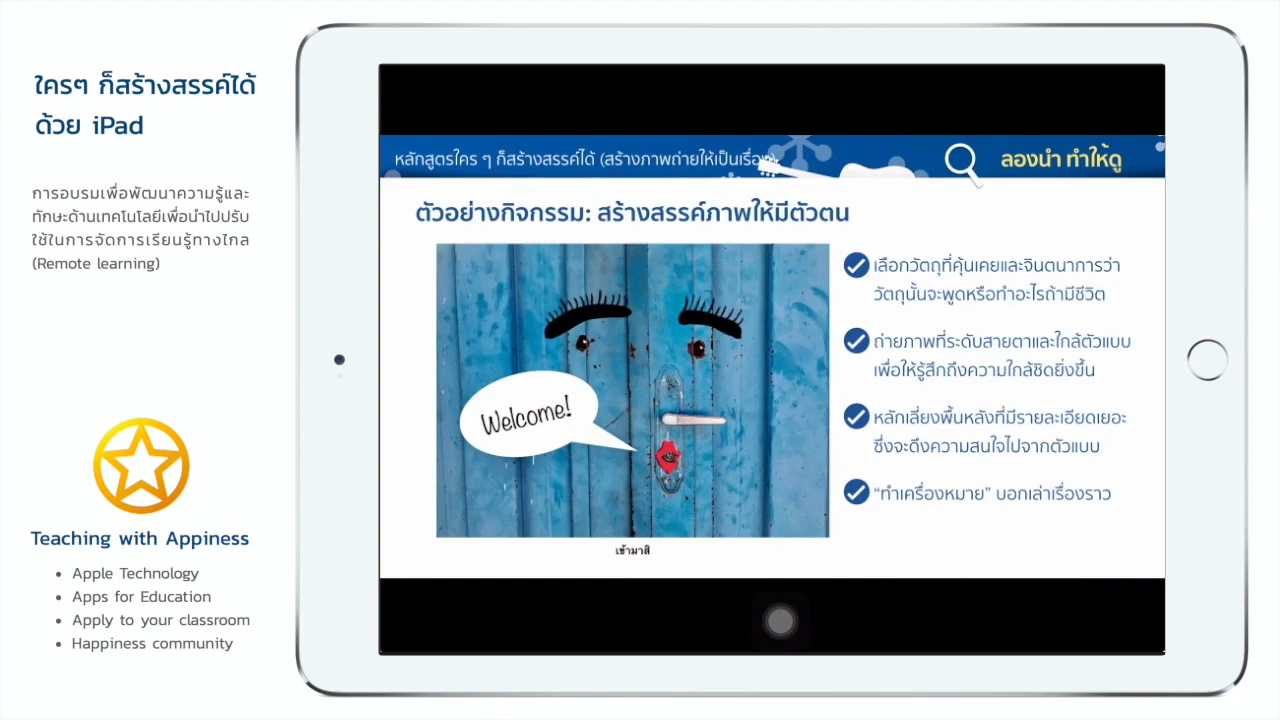 ใครๆ ก็สร้างสรรค์ได้
ด้วย iPad
การอบรมเพื่อพัฒนาความรู้และ
ทักษะด้านเทคโนโลยีเพื่อนำไปปรับ
ใช้ในการจัดการเรียนรู้ทางไกล
(Remote learning)
Teaching with Appiness
• Apple Technology
• Apps for Education
• Apply to your classroom
• Happiness community
หลักสูตรใคร ๆ ก็สร้างสรรค์ได้ (สร้างภาพถ่ายให้เป็นเรื่อง)
ลองนำ ทำให้ดู
ตัวอย่างกิจกรรม: สร้างสรรค์ภาพให้มีตัวตน
Welcome!
เข้ามาสิ
เลือกวัตถุที่คุ้นเคยและจินตนาการว่า
วัตถุนั้นจะพูดหรือทำอะไรถ้ามีชีวิต
ถ่ายภาพที่ระดับสายตาและใกล้ตัวแบบ
เพื่อให้รู้สึกถึงความใกล้ชิดยิ่งขึ้น
หลักเลี่ยงพื้นหลังที่มีรายละเอียดเยอะ
ซึ่งจะดึงความสนใจไปจากตัวแบบ
“ทำเครื่องหมาย” บอกเล่าเรื่องราว